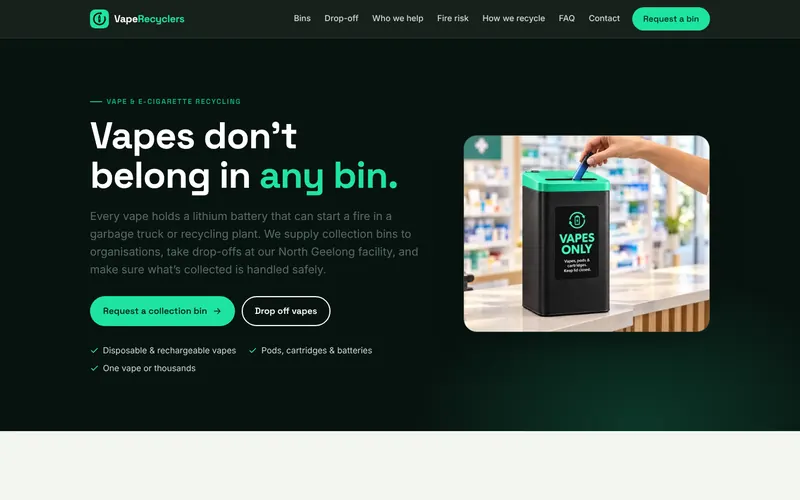 VapeRecyclers
Bins Drop-off Who we help Fire risk How we recycle FAQ Contact Request a bin
VAPE & E-CIGARETTE RECYCLING
Vapes don’t
belong in any bin.
Every vape holds a lithium battery that can start a fire in a
garbage truck or recycling plant. We supply collection bins to
organisations, take drop-offs at our North Geelong facility, and
make sure what’s collected is handled safely.
Request a collection bin → Drop off vapes
Disposable & rechargeable vapes Pods, cartridges & batteries
One vape or thousands
VAPES
ONLY
Vapes, pods &
cartridges.
Keep lid closed.